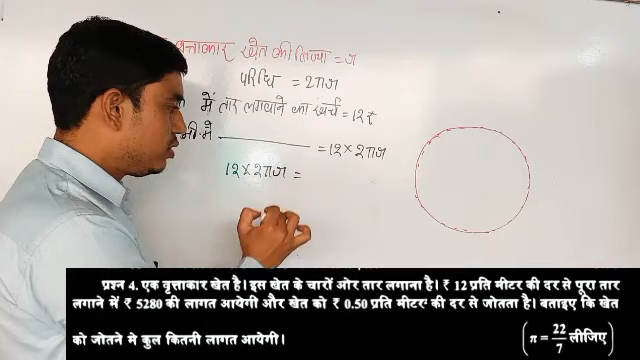 वृत्ताकार खेत की त्रिज्या = r
परिधि = 2πr
में तार लगवाने का खर्च = 12₹
मी. में = 12 × 2πr
12 × 2πr =
प्रश्न 4. एक वृत्ताकार खेत है। इस खेत के चारों ओर तार लगाना है। ₹ 12 प्रति मीटर की दर से पूरा तार
लगाने में ₹ 5280 की लागत आयेगी और खेत को ₹ 0.50 प्रति मीटर² की दर से जोतता है। बताइए कि खेत
को जोतने मे कुल कितनी लागत आयेगी। (π = 22/7 लीजिए)